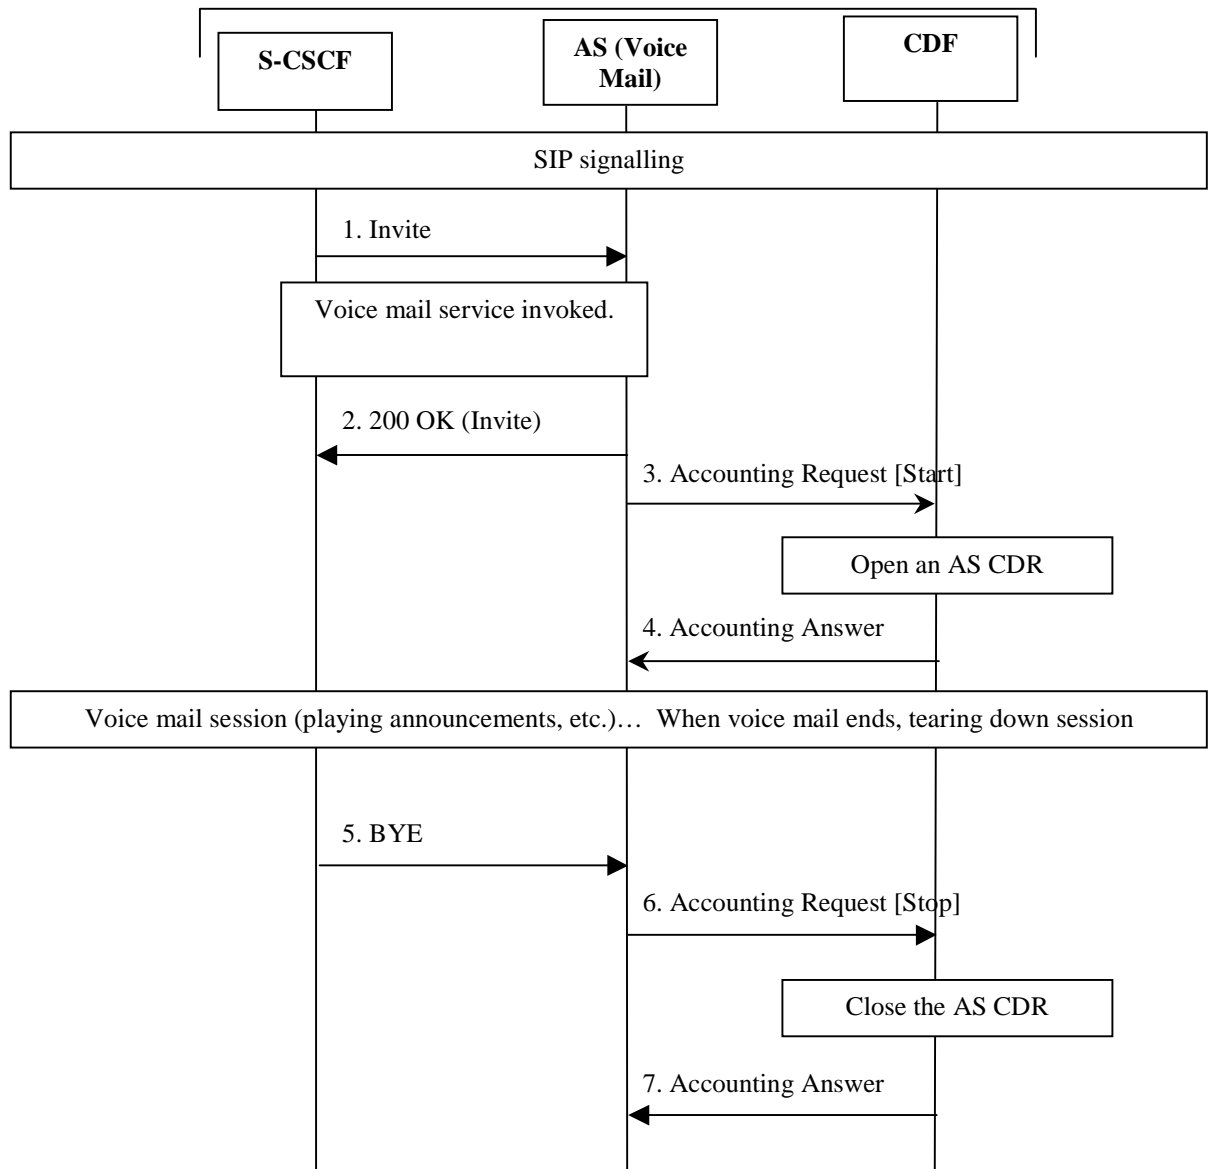 S-CSCF
AS (Voice
Mail)
CDF
SIP signalling
1. Invite
Voice mail service invoked.
2. 200 OK (Invite)
3. Accounting Request [Start]
Open an AS CDR
4. Accounting Answer
Voice mail session (playing announcements, etc.)… When voice mail ends, tearing down session
5. BYE
6. Accounting Request [Stop]
Close the AS CDR
7. Accounting Answer